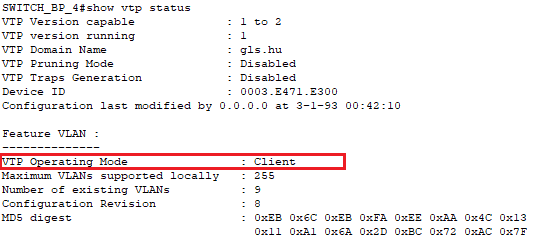 SWITCH_BP_4#show vtp status
VTP Version capable : 1 to 2
VTP version running : 1
VTP Domain Name : gls.hu
VTP Pruning Mode : Disabled
VTP Traps Generation : Disabled
Device ID : 0003.E471.E300
Configuration last modified by 0.0.0.0 at 3-1-93 00:42:10
Feature VLAN :
--------------
VTP Operating Mode : Client
Maximum VLANs supported locally : 255
Number of existing VLANs : 9
Configuration Revision : 8
MD5 digest : 0xEB 0x6C 0xEB 0xFA 0xEE 0xAA 0x4C 0x13
0x11 0xA1 0x6A 0x2D 0xBC 0x72 0xAC 0x7F